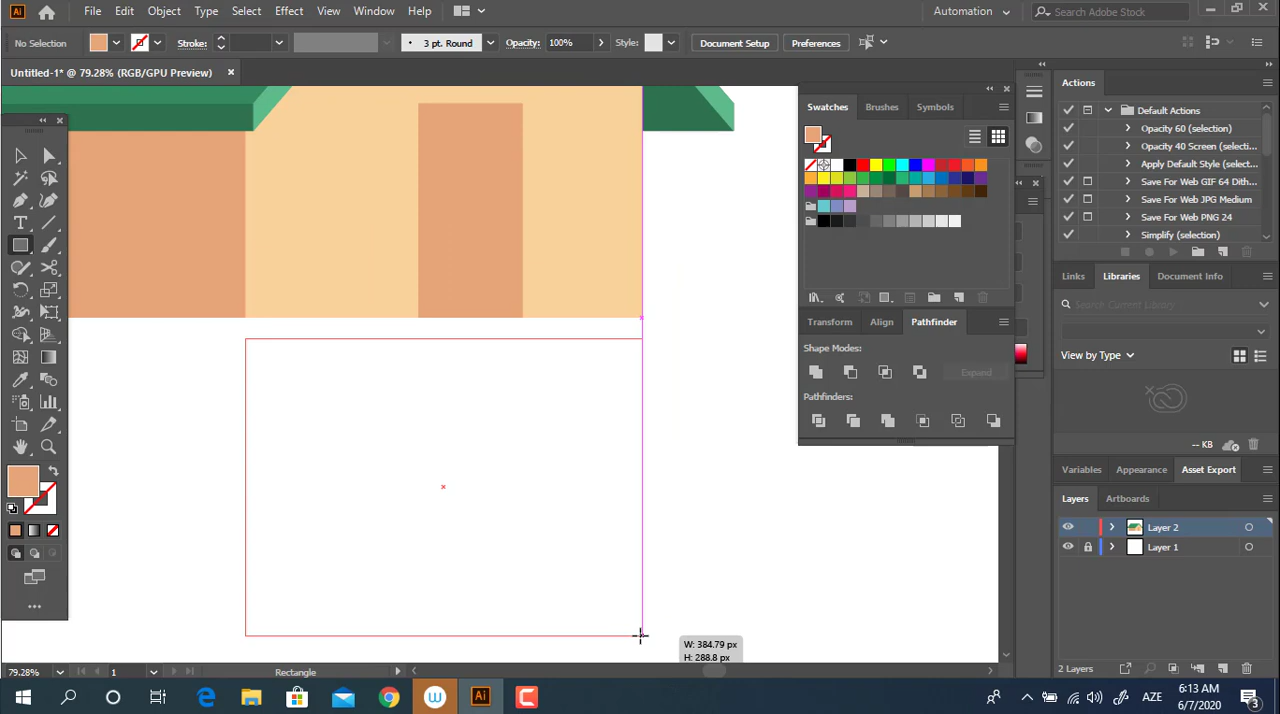 Ai File Edit Object Type Select Effect View Window Help Automation Search Adobe Stock
No Selection Stroke: 3 pt. Round Opacity: 100% Style: Document Setup Preferences
Untitled-1* @ 79.28% (RGB/GPU Preview)
Swatches Brushes Symbols
Transform Align Pathfinder
Shape Modes:
Expand
Pathfinders:
Actions
Default Actions
Opacity 60 (selection)
Opacity 40 Screen (selecti...
Apply Default Style (select...
Save For Web GIF 64 Dith...
Save For Web JPG Medium
Save For Web PNG 24
Simplify (selection)
Links Libraries Document Info
Search Current Library
View by Type
-- KB
Variables Appearance Asset Export
Layers Artboards
Layer 2
Layer 1
2 Layers
W: 384.79 px
H: 288.8 px
79.28% 1 Rectangle
Ai AZE 6:13 AM
6/7/2020 3